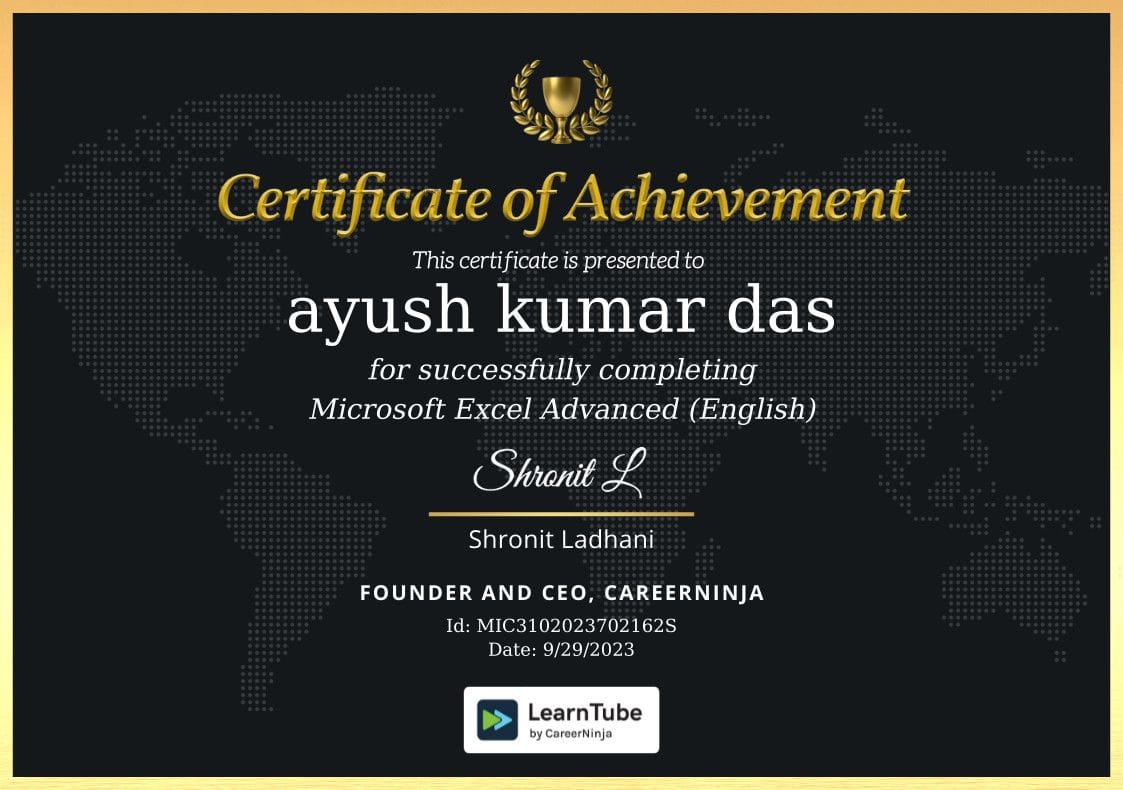 Certificate of Achievement
This certificate is presented to
ayush kumar das
for successfully completing
Microsoft Excel Advanced (English)
Shronit L
Shronit Ladhani
FOUNDER AND CEO, CAREERNINJA
Id: MIC3102023702162S
Date: 9/29/2023
LearnTube
by CareerNinja